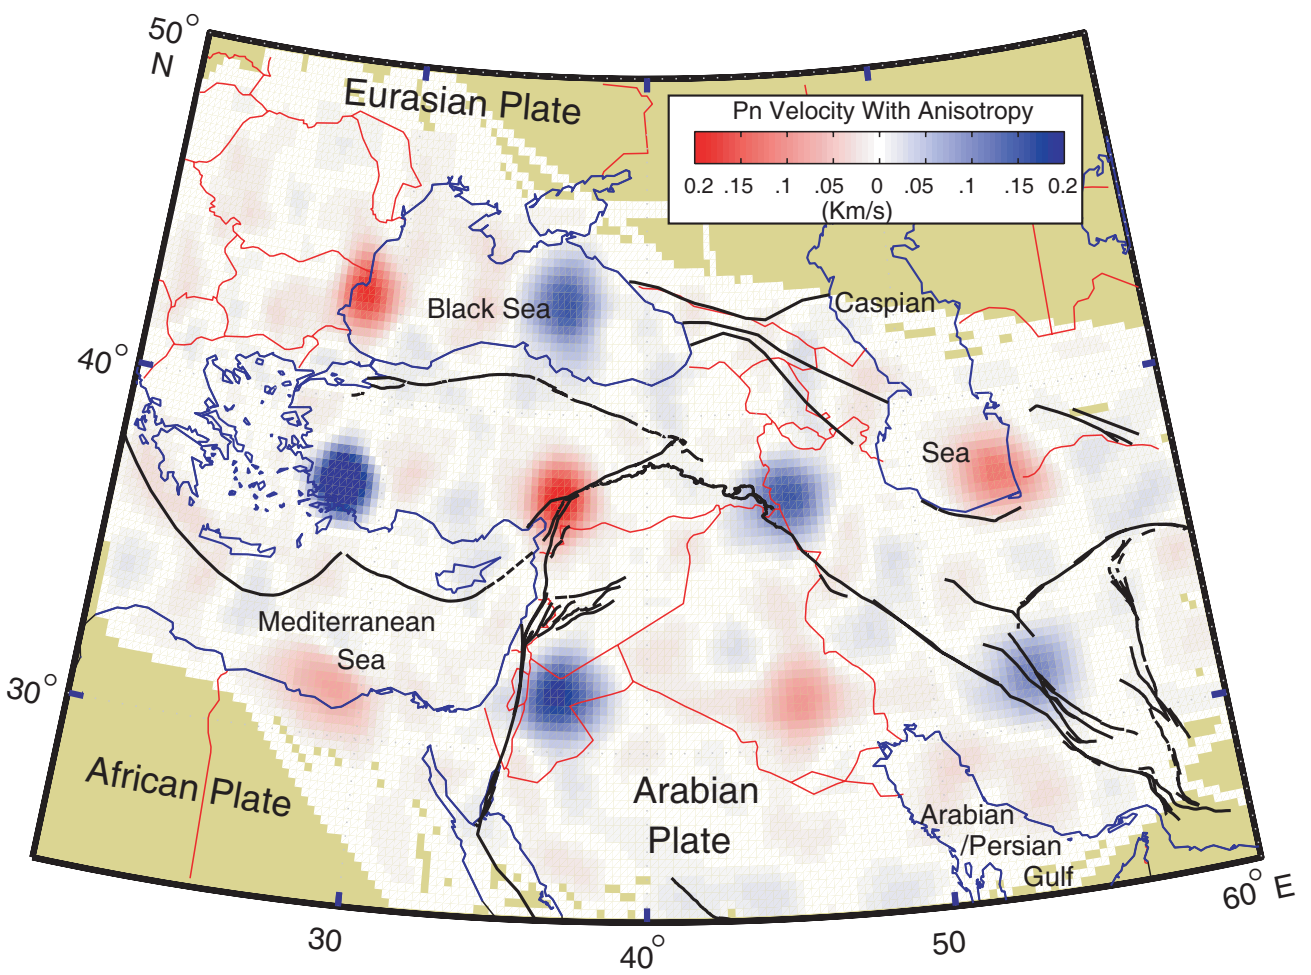 50°
N
Eurasian Plate
Pn Velocity With Anisotropy
0.2 .15 .1 .05 0 .05 .1 .15 0.2
(Km/s)
Black Sea
Caspian
40°
Sea
Mediterranean
Sea
30°
African Plate
Arabian
Plate
Arabian
/Persian
Gulf
60° E
30
40°
50